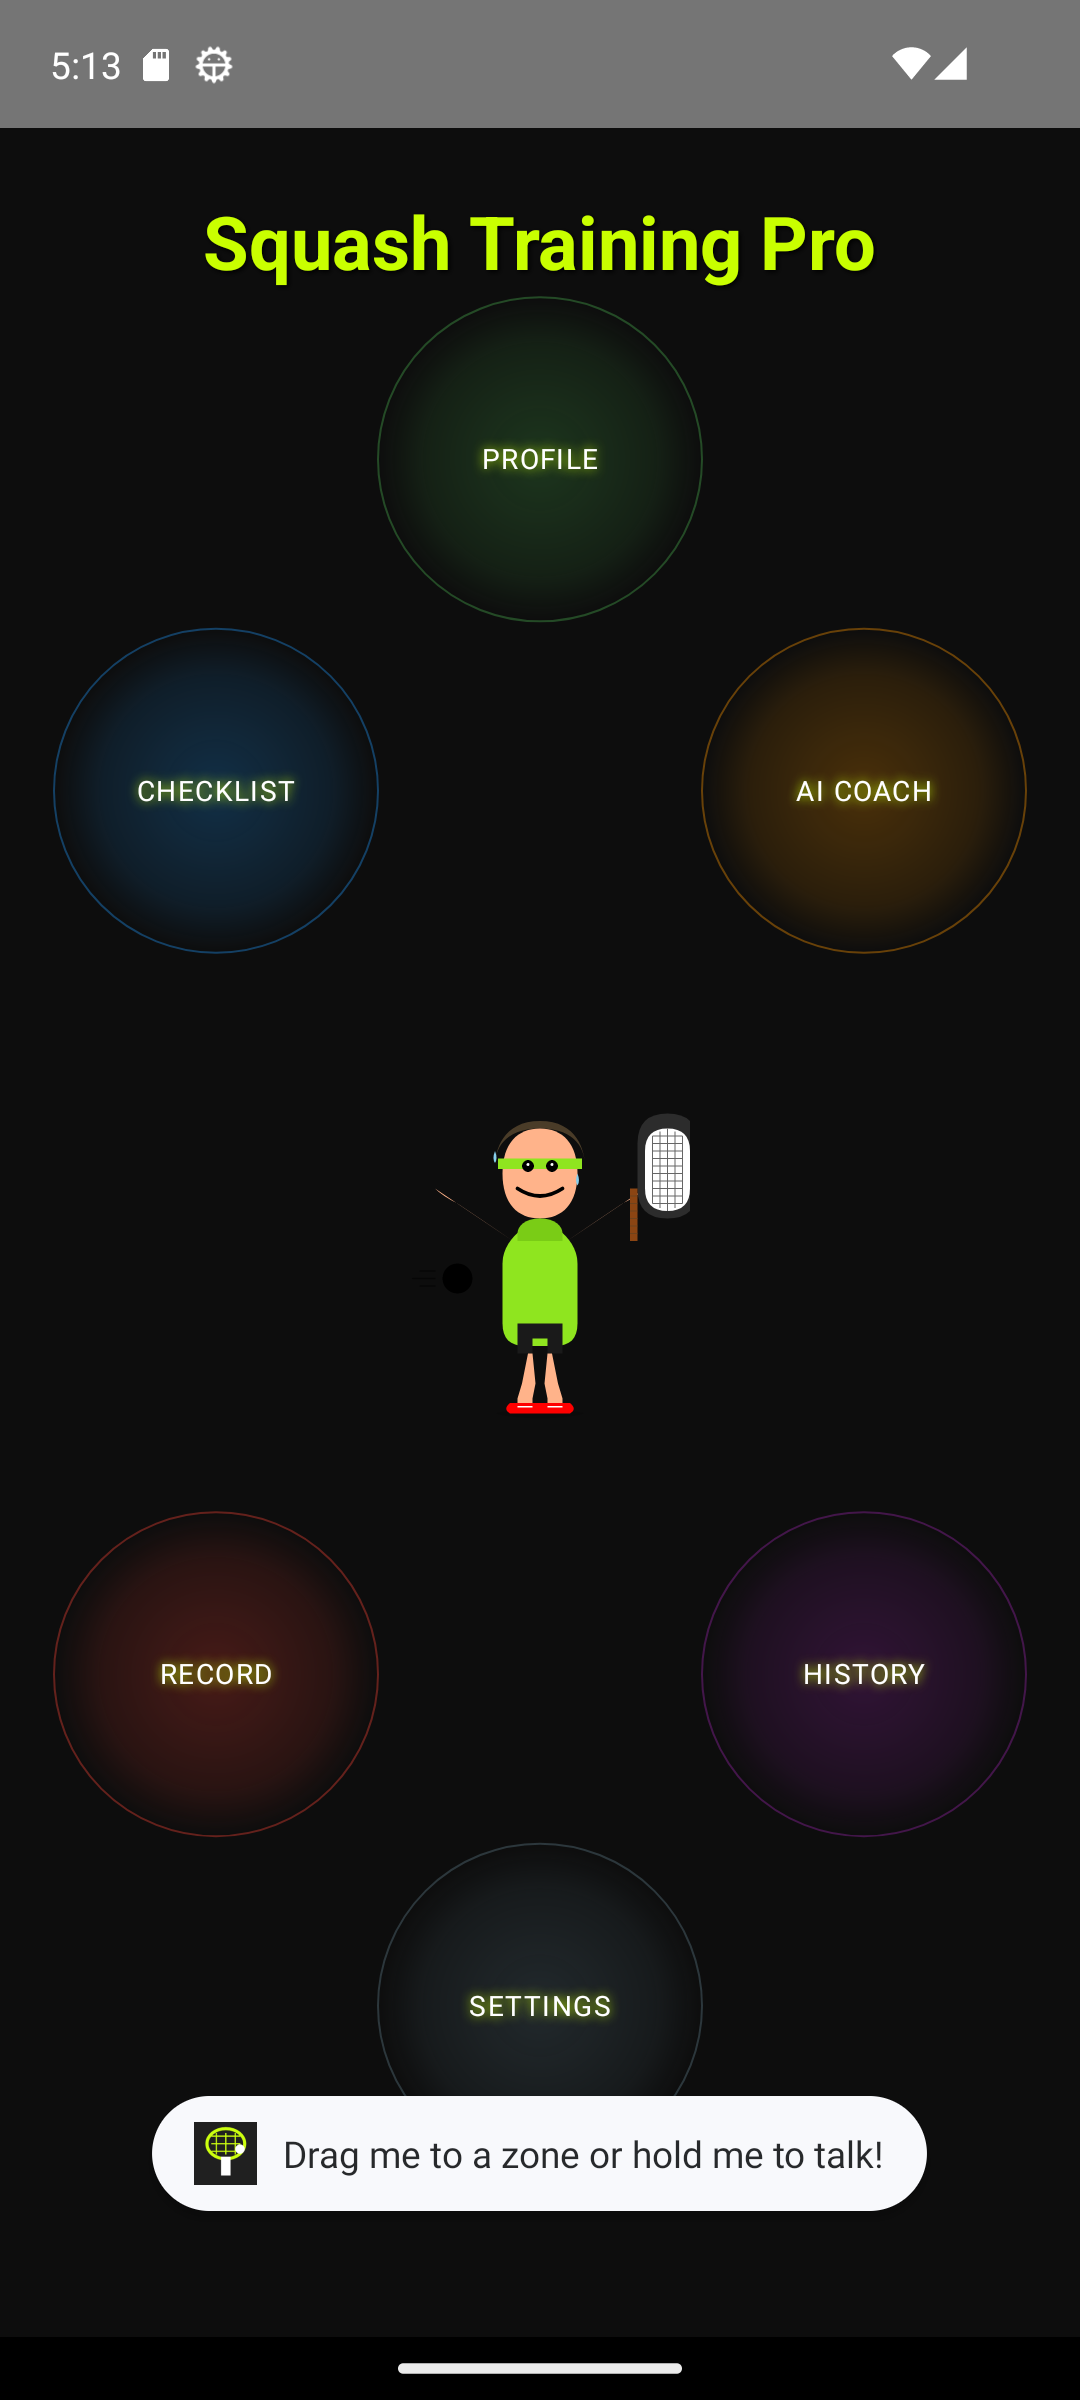 5:13
Squash Training Pro
PROFILE
CHECKLIST
AI COACH
RECORD
HISTORY
SETTINGS
Drag me to a zone or hold me to talk!